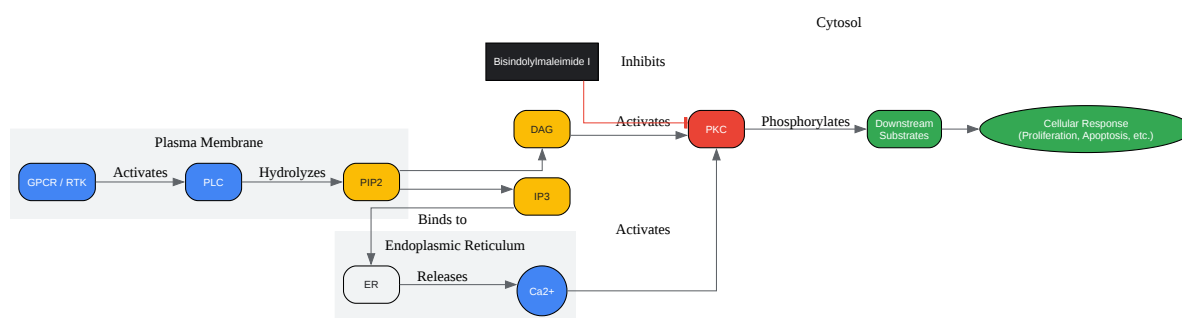 Cytosol
Bisindolylmaleimide I
Inhibits
DAG
Activates
PKC
Phosphorylates
Downstream
Substrates
Cellular Response
(Proliferation, Apoptosis, etc.)
Plasma Membrane
GPCR / RTK
Activates
PLC
Hydrolyzes
PIP2
IP3
Binds to
Activates
Endoplasmic Reticulum
ER
Releases
Ca2+